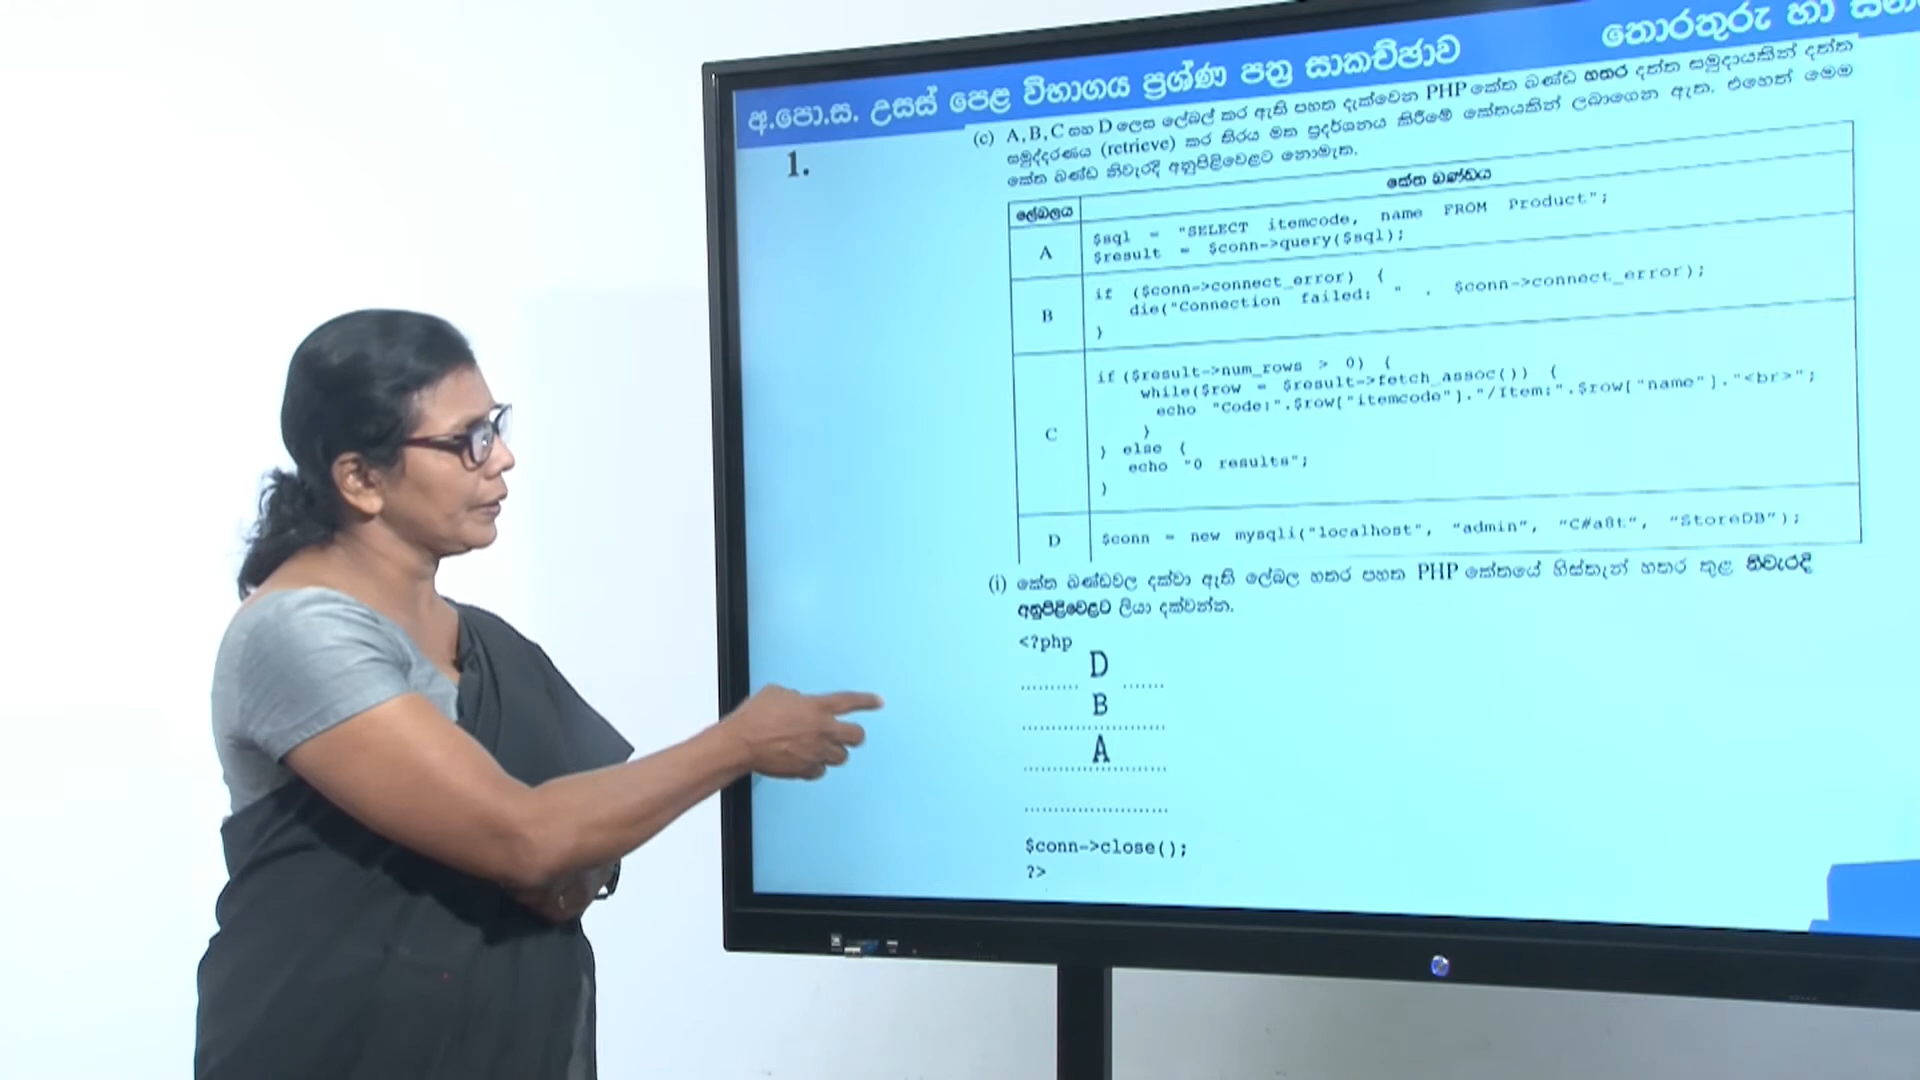 අ.පො.ස. උසස් පෙළ විභාගය ප්‍රශ්ණ පත්‍ර සාකච්ඡාව
තොරතුරු හා
1.
(c) A, B, C සහ D ලෙස ලේබල් කර ඇති පහත දැක්වෙන PHP කේත ඛණ්ඩ හතර දත්ත සමුදායකින් දත්ත
සමුද්ධරණය (retrieve) කර තිරය මත ප්‍රදර්ශනය කිරීමේ කේතයකින් ලබාගෙන ඇත. එහෙත් මෙම
කේත ඛණ්ඩ නිවැරදි අනුපිළිවෙළට නොමැත.
ලේබලය
කේත ඛණ්ඩය
A
$sql = "SELECT itemcode, name FROM Product";
$result = $conn->query($sql);
B
if ($conn->connect_error) {
die("Connection failed: " . $conn->connect_error);
}
C
if($result->num_rows > 0) {
while($row = $result->fetch_assoc()) {
echo "Code:".$row["itemcode"]."/Item:".$row["name"]."<br>";
}
} else {
echo "0 results";
}
D
$conn = new mysqli("localhost", "admin", "C#a8t", "StoreDB");
(i) කේත ඛණ්ඩවල දක්වා ඇති ලේබල හතර පහත PHP කේතයේ හිස්තැන් හතර තුළ නිවැරදි
අනුපිළිවෙළට ලියා දක්වන්න.
<?php
.......... D .......
B
....................
A
....................
....................
$conn->close();
?>